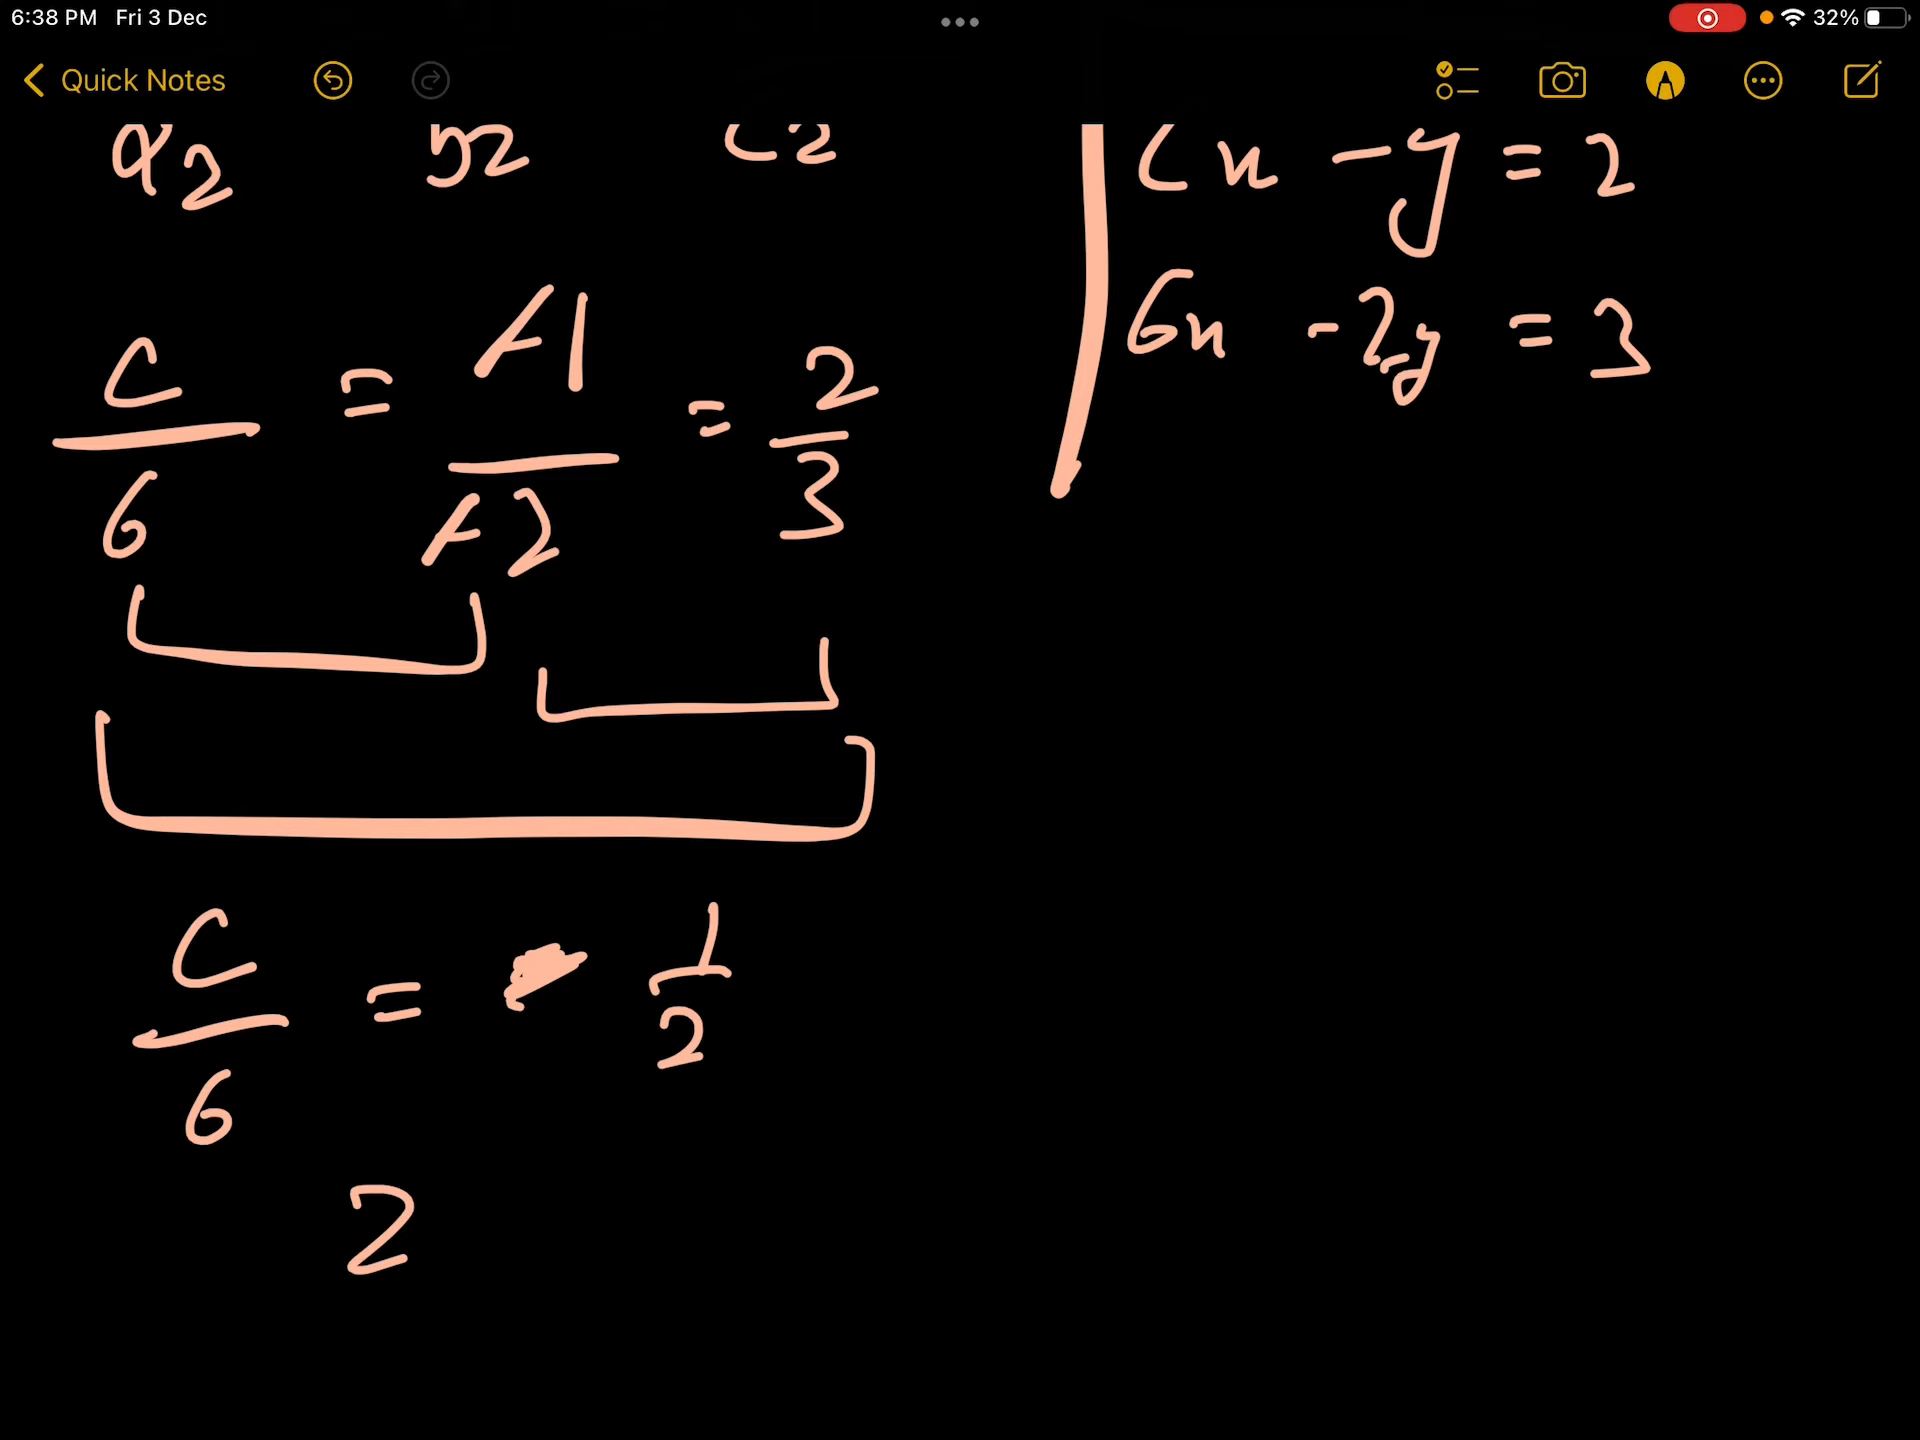 6:38 PM Fri 3 Dec
32%
Quick Notes
a2 b2 c2
cx - y = 2
6x - 2y = 3
c/6 = +1/+2 = 2/3
c/6 = 1/2
2